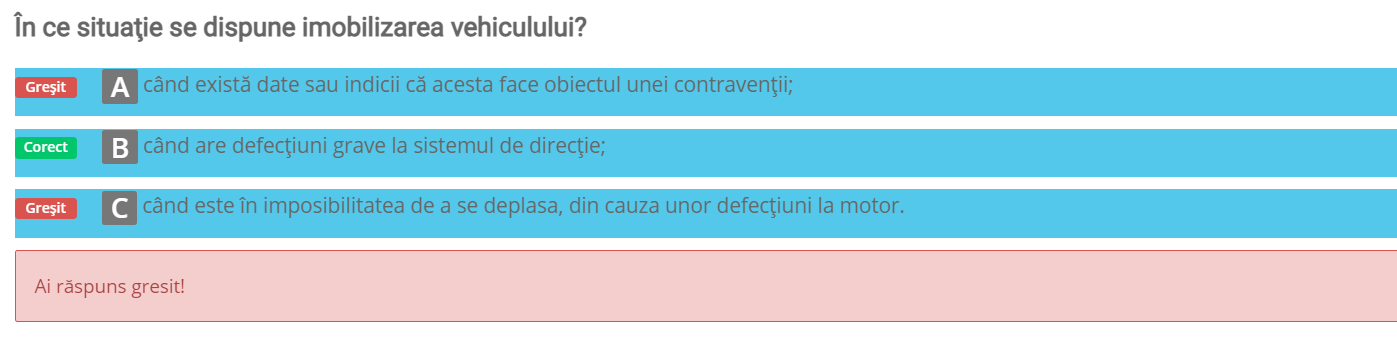 În ce situaţie se dispune imobilizarea vehiculului?
Greşit A când există date sau indicii că acesta face obiectul unei contravenţii;
Corect B când are defecţiuni grave la sistemul de direcţie;
Greşit C când este în imposibilitatea de a se deplasa, din cauza unor defecţiuni la motor.
Ai răspuns gresit!